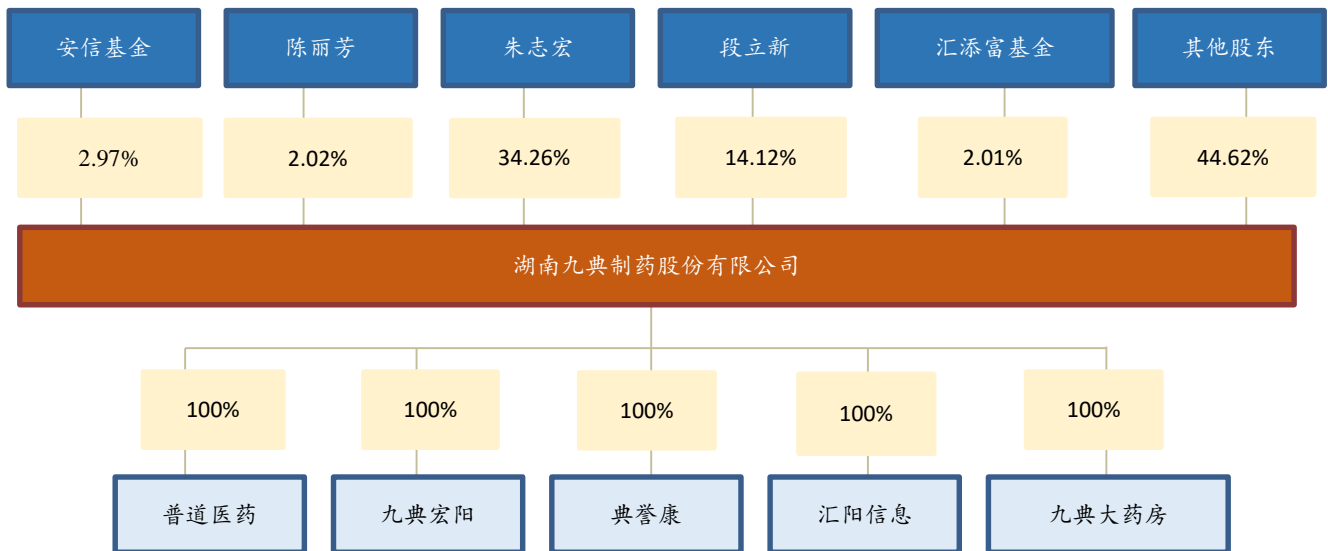 安信基金
陈丽芳
朱志宏
段立新
汇添富基金
其他股东
2.97%
2.02%
34.26%
14.12%
2.01%
44.62%
湖南九典制药股份有限公司
100%
100%
100%
100%
100%
普道医药
九典宏阳
典誉康
汇阳信息
九典大药房